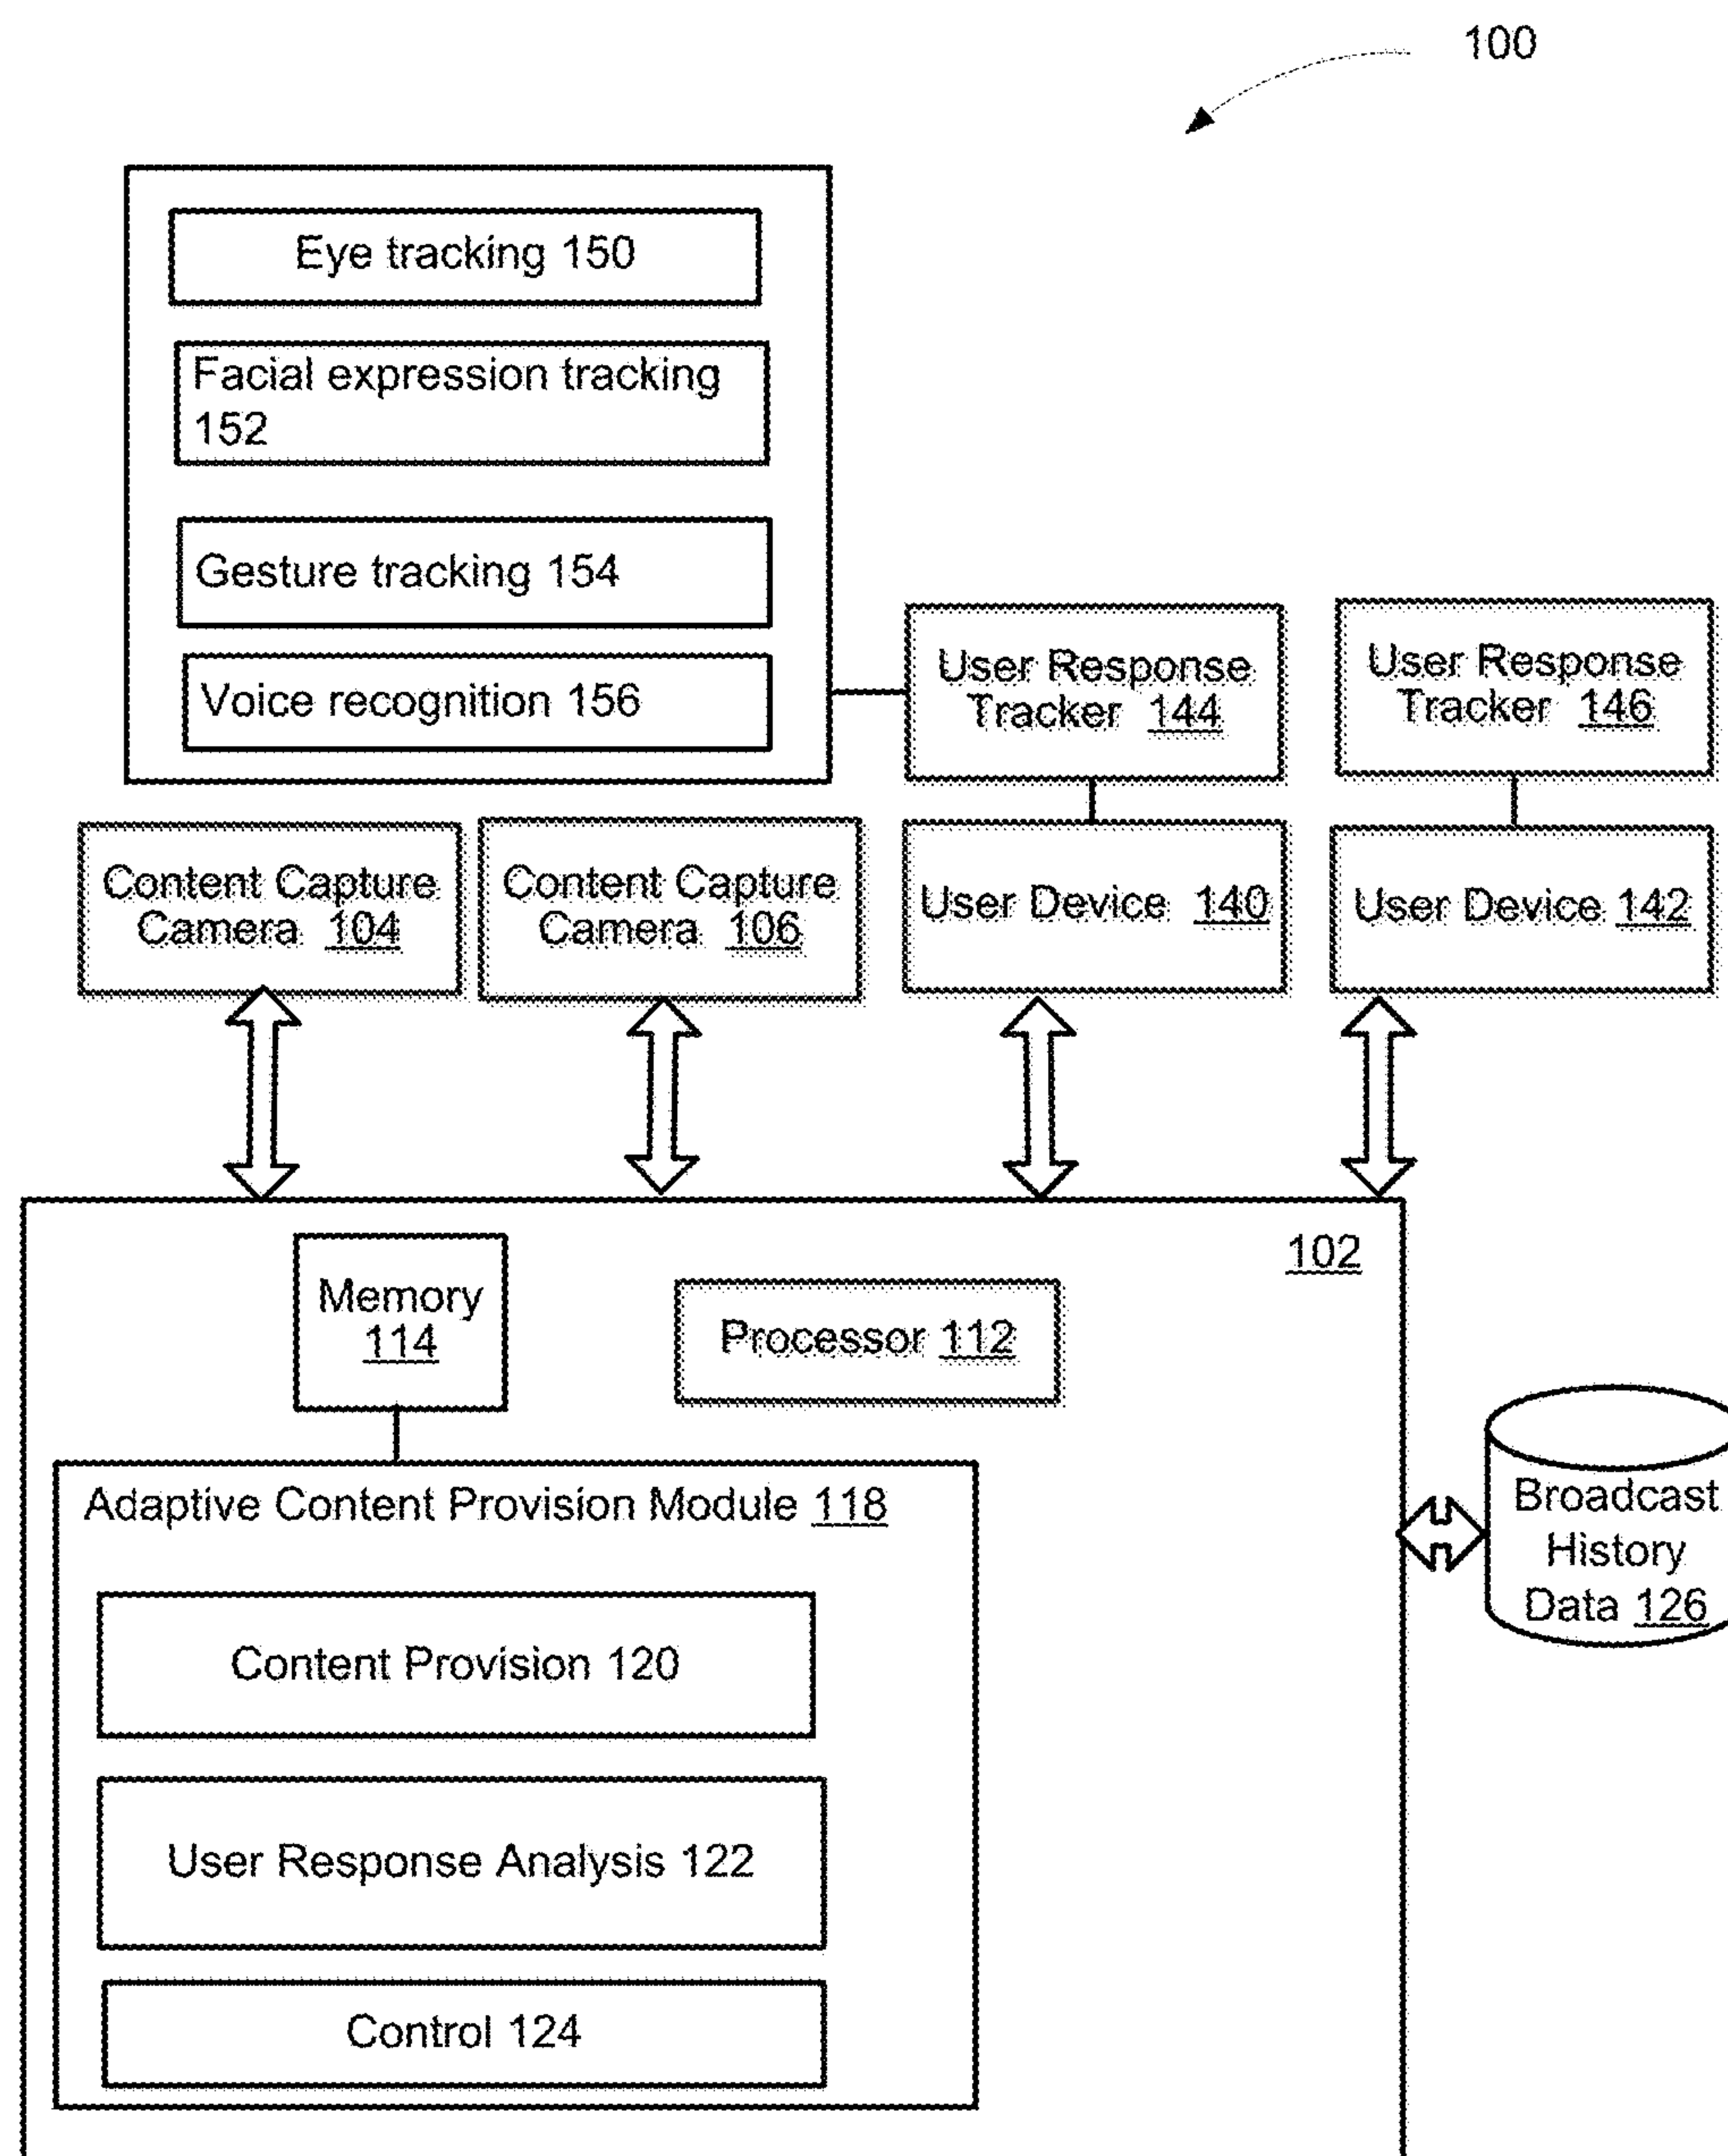 100
Eye tracking 150
Facial expression tracking
152
Gesture tracking 154
Voice recognition 156
User Response
Tracker 144
User Response
Tracker 146
Content Capture
Camera 104
Content Capture
Camera 106
User Device 140
User Device 142
102
Memory
114
Processor 112
Adaptive Content Provision Module 118
Content Provision 120
User Response Analysis 122
Control 124
Broadcast
History
Data 126